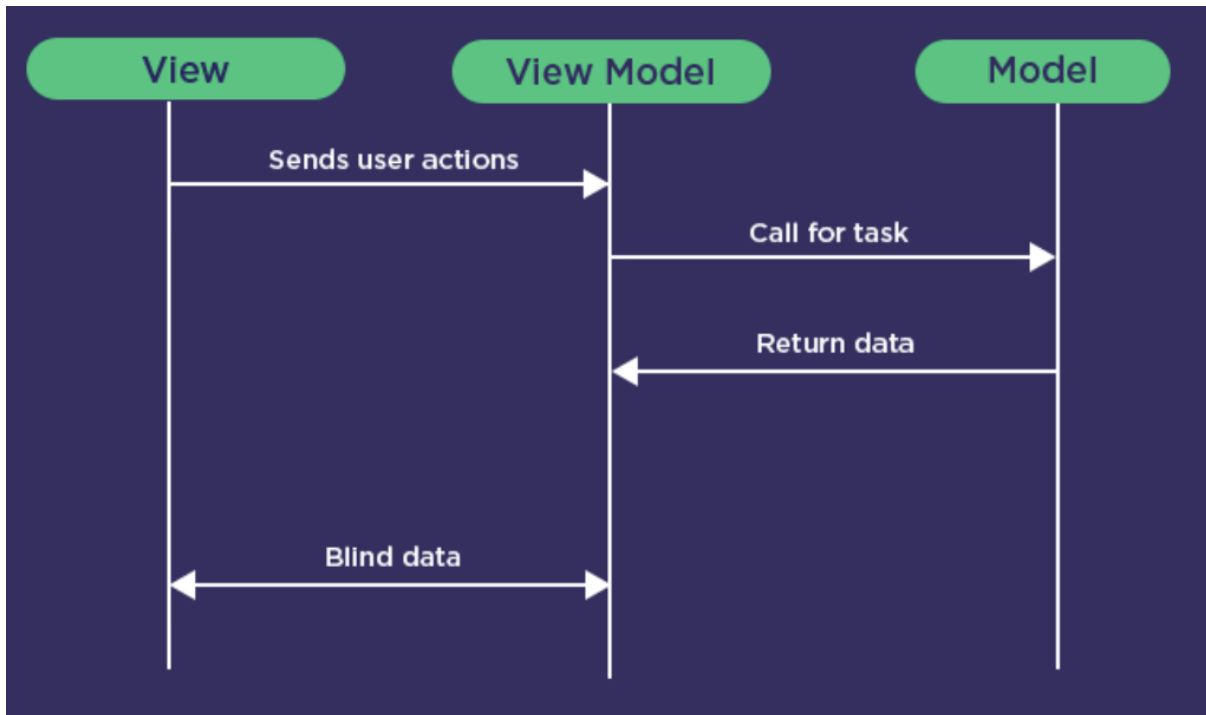 View
View Model
Model
Sends user actions
Call for task
Return data
Blind data